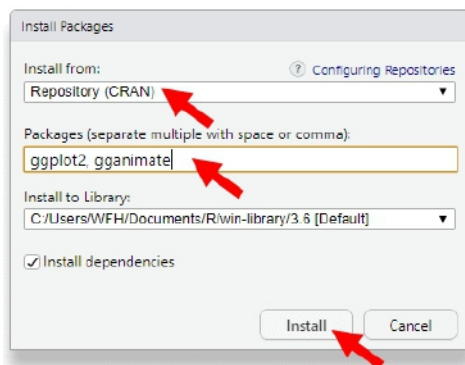 Install Packages
Install from:
? Configuring Repositories
Repository (CRAN)
Packages (separate multiple with space or comma):
ggplot2, gganimate
Install to Library:
C:/Users/WFH/Documents/R/win-library/3.6 [Default]
Install dependencies
Install
Cancel